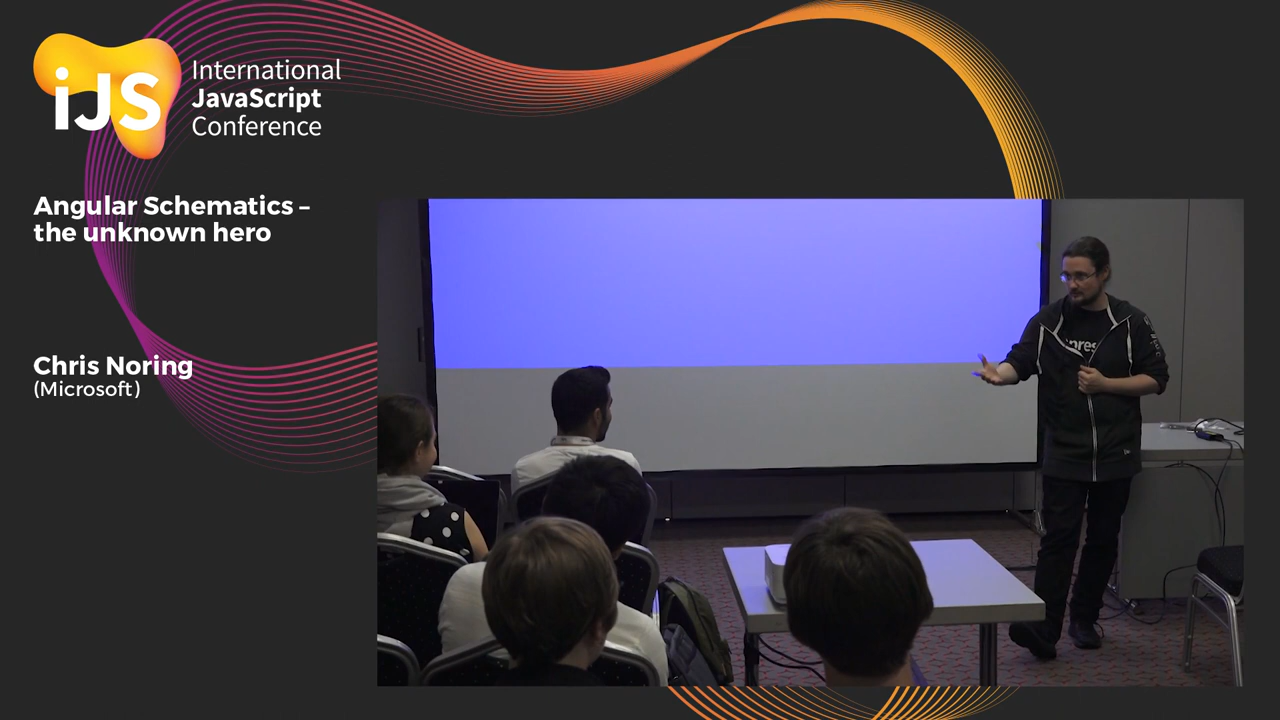 iJS
International
JavaScript
Conference
Angular Schematics –
the unknown hero
Chris Noring
(Microsoft)